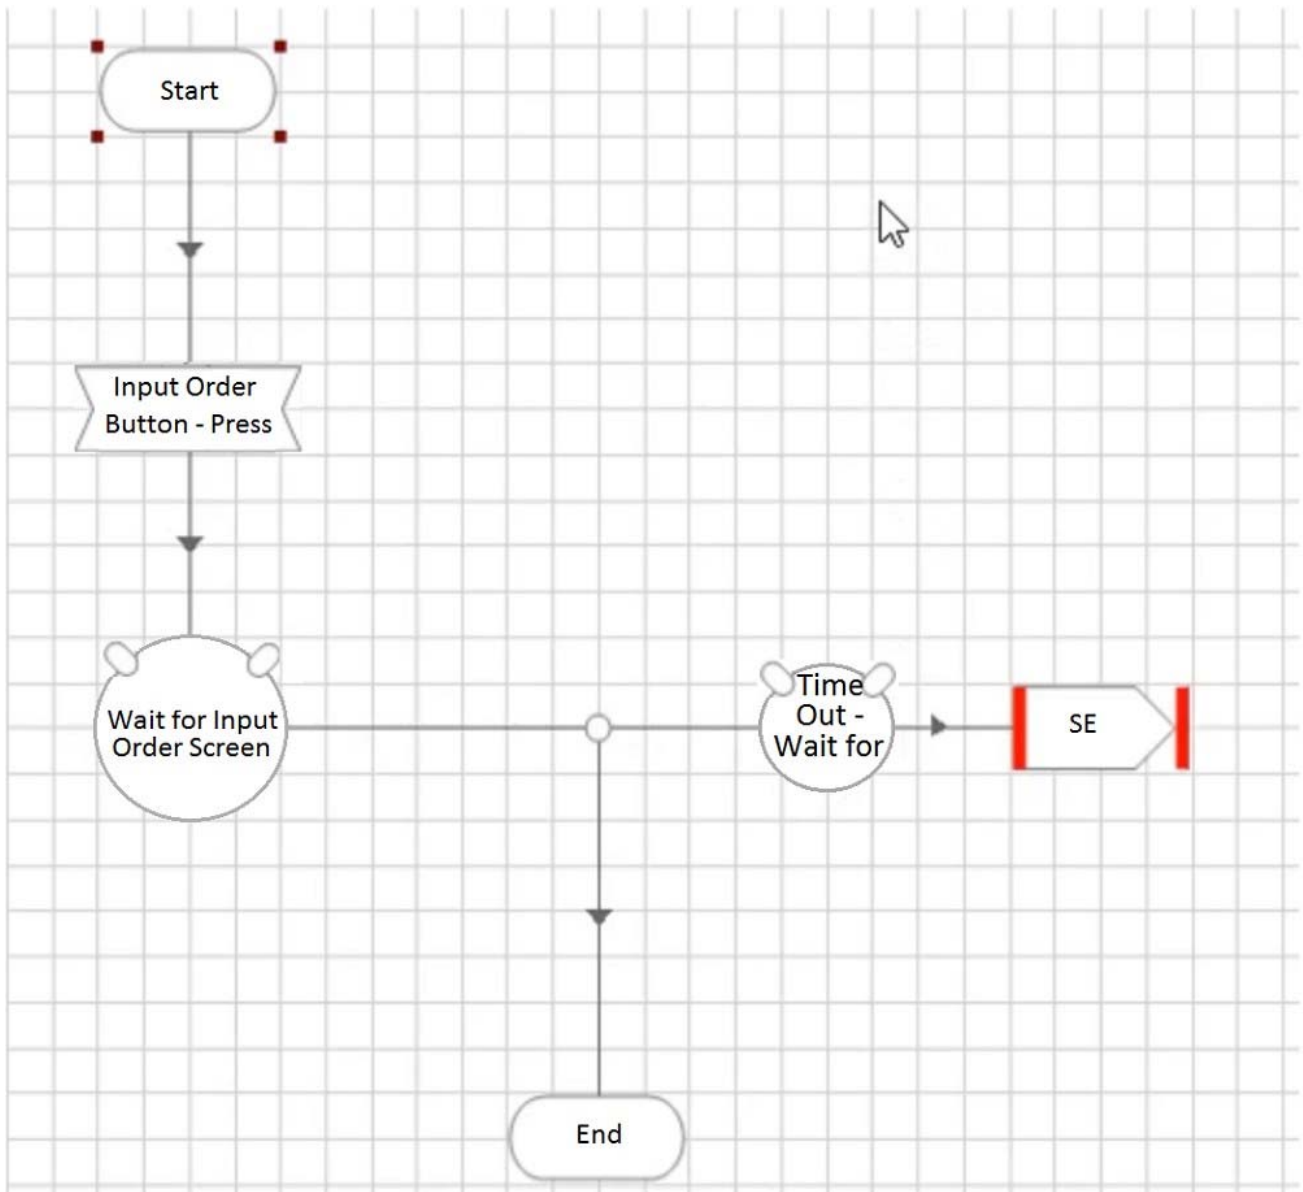 Start
Input Order
Button - Press
Wait for Input
Order Screen
Time
Out -
Wait for
SE
End